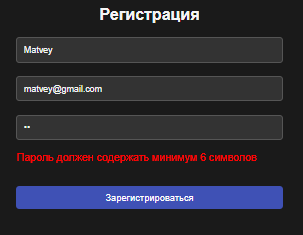 Регистрация
Matvey
matvey@gmail.com
••
Пароль должен содержать минимум 6 символов
Зарегистрироваться